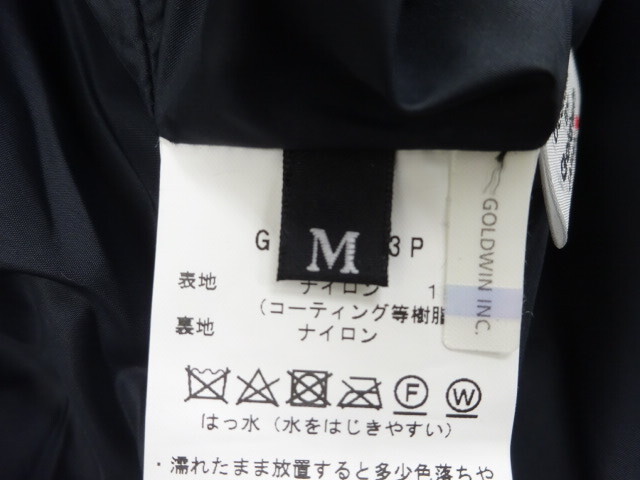 M
GOLDWIN INC.
G 3P
表地 ナイロン 1
(コーティング等樹脂
裏地 ナイロン
F W
はっ水（水をはじきやすい）
・濡れたまま放置すると多少色落ちや